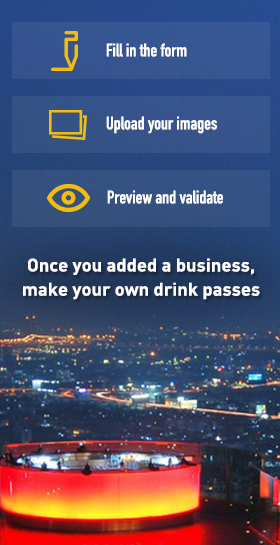 Fill in the form
Upload your images
Preview and validate
Once you added a business,
make your own drink passes